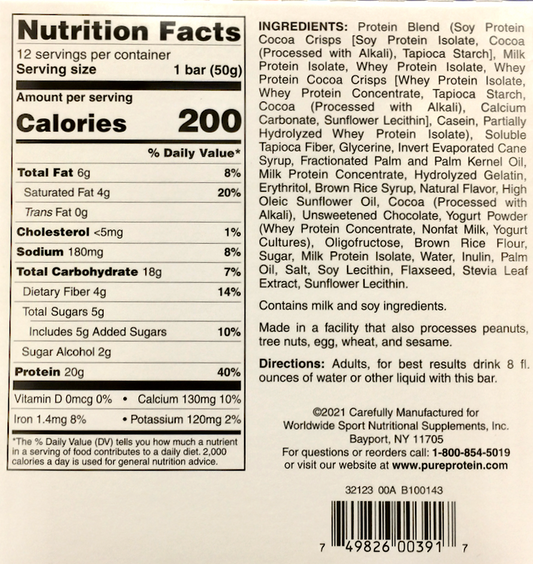 Nutrition Facts
12 servings per container
Serving size 1 bar (50g)
Amount per serving
Calories 200
% Daily Value*
Total Fat 6g 8%
Saturated Fat 4g 20%
Trans Fat 0g
Cholesterol <5mg 1%
Sodium 180mg 8%
Total Carbohydrate 18g 7%
Dietary Fiber 4g 14%
Total Sugars 5g
Includes 5g Added Sugars 10%
Sugar Alcohol 2g
Protein 20g 40%
Vitamin D 0mcg 0% • Calcium 130mg 10%
Iron 1.4mg 8% • Potassium 120mg 2%
*The % Daily Value (DV) tells you how much a nutrient
in a serving of food contributes to a daily diet. 2,000
calories a day is used for general nutrition advice.
INGREDIENTS: Protein Blend (Soy Protein
Cocoa Crisps [Soy Protein Isolate, Cocoa
(Processed with Alkali), Tapioca Starch], Milk
Protein Isolate, Whey Protein Isolate, Whey
Protein Cocoa Crisps [Whey Protein Isolate,
Whey Protein Concentrate, Tapioca Starch,
Cocoa (Processed with Alkali), Calcium
Carbonate, Sunflower Lecithin], Casein, Partially
Hydrolyzed Whey Protein Isolate), Soluble
Tapioca Fiber, Glycerine, Invert Evaporated Cane
Syrup, Fractionated Palm and Palm Kernel Oil,
Milk Protein Concentrate, Hydrolyzed Gelatin,
Erythritol, Brown Rice Syrup, Natural Flavor, High
Oleic Sunflower Oil, Cocoa (Processed with
Alkali), Unsweetened Chocolate, Yogurt Powder
(Whey Protein Concentrate, Nonfat Milk, Yogurt
Cultures), Oligofructose, Brown Rice Flour,
Sugar, Milk Protein Isolate, Water, Inulin, Palm
Oil, Salt, Soy Lecithin, Flaxseed, Stevia Leaf
Extract, Sunflower Lecithin.
Contains milk and soy ingredients.
Made in a facility that also processes peanuts,
tree nuts, egg, wheat, and sesame.
Directions: Adults, for best results drink 8 fl.
ounces of water or other liquid with this bar.
©2021 Carefully Manufactured for
Worldwide Sport Nutritional Supplements, Inc.
Bayport, NY 11705
For questions or reorders call: 1-800-854-5019
or visit our website at www.pureprotein.com
32123 00A B100143
7 49826 00391 7